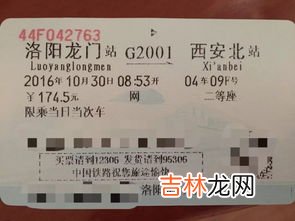 44F042763
洛阳龙门站 G2001 西安北站
Luoyanglongmen Xi'anbei
2016年10月30日08:53开 04车09F号
¥174.5元 网 二等座
限乘当日当次车
买票请到12306 发货请到95306
中国铁路祝您旅途愉快
洛阳
吉林龙网